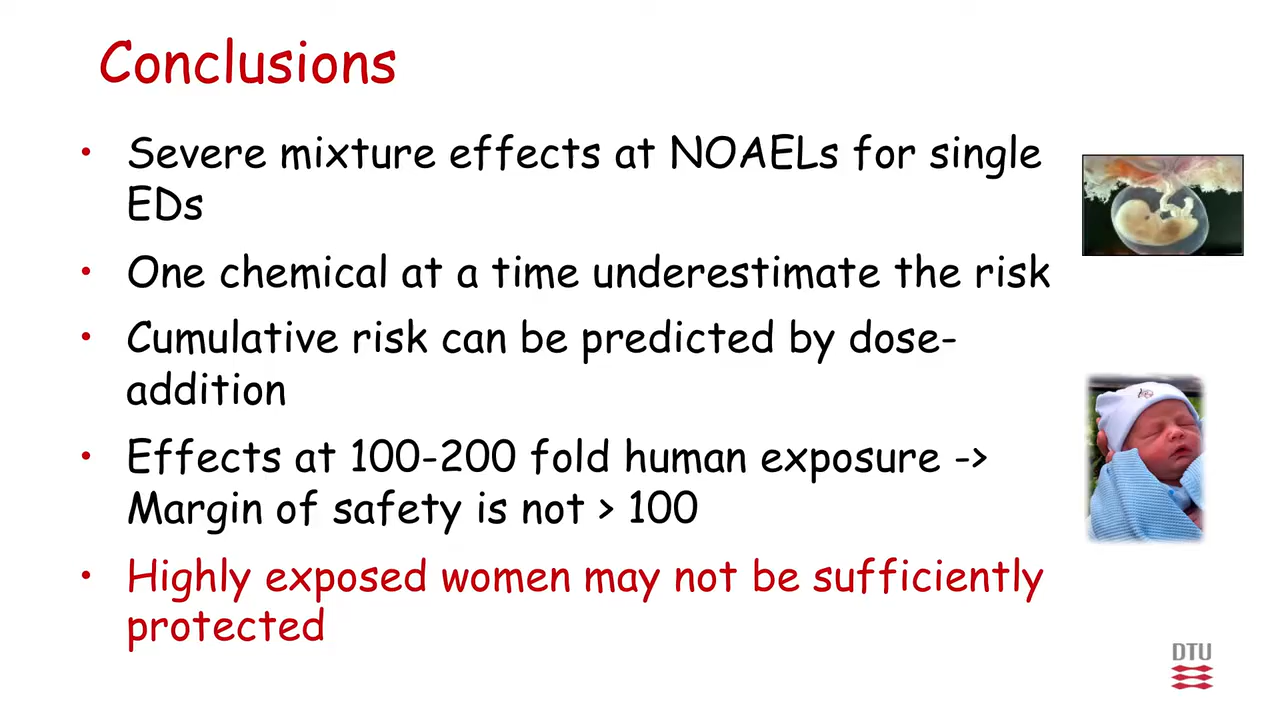 Conclusions
• Severe mixture effects at NOAELs for single
EDs
• One chemical at a time underestimate the risk
• Cumulative risk can be predicted by dose-
addition
• Effects at 100-200 fold human exposure ->
Margin of safety is not > 100
• Highly exposed women may not be sufficiently
protected
DTU